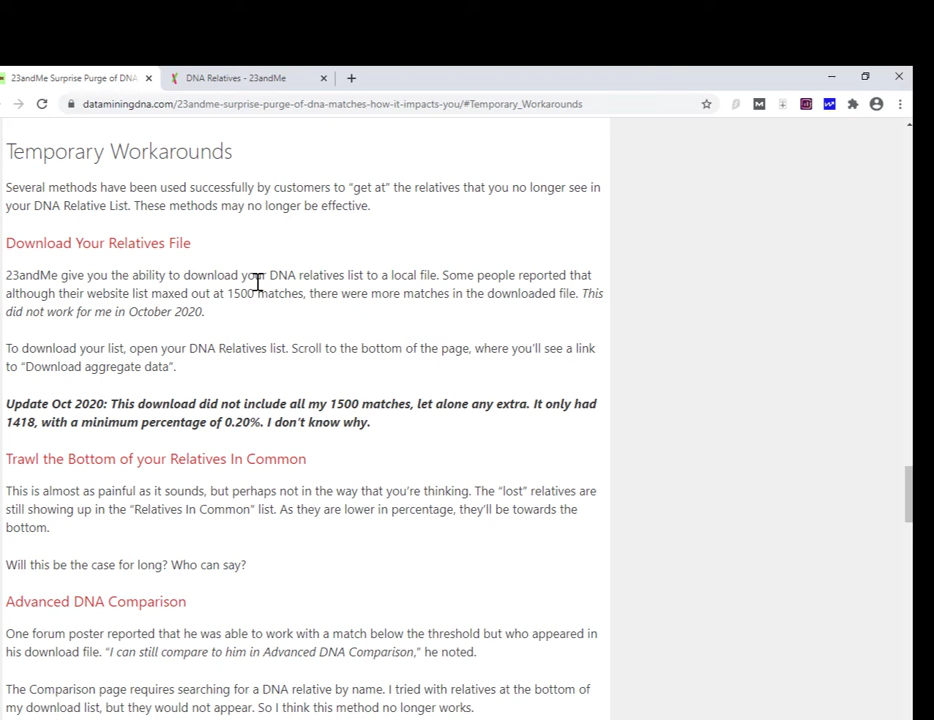 23andMe Surprise Purge of DNA
DNA Relatives - 23andMe
dataminingdna.com/23andme-surprise-purge-of-dna-matches-how-it-impacts-you/#Temporary_Workarounds
Temporary Workarounds
Several methods have been used successfully by customers to “get at” the relatives that you no longer see in
your DNA Relative List. These methods may no longer be effective.
Download Your Relatives File
23andMe give you the ability to download your DNA relatives list to a local file. Some people reported that
although their website list maxed out at 1500 matches, there were more matches in the downloaded file. This
did not work for me in October 2020.
To download your list, open your DNA Relatives list. Scroll to the bottom of the page, where you’ll see a link
to “Download aggregate data”.
Update Oct 2020: This download did not include all my 1500 matches, let alone any extra. It only had
1418, with a minimum percentage of 0.20%. I don’t know why.
Trawl the Bottom of your Relatives In Common
This is almost as painful as it sounds, but perhaps not in the way that you’re thinking. The “lost” relatives are
still showing up in the “Relatives In Common” list. As they are lower in percentage, they’ll be towards the
bottom.
Will this be the case for long? Who can say?
Advanced DNA Comparison
One forum poster reported that he was able to work with a match below the threshold but who appeared in
his download file. “I can still compare to him in Advanced DNA Comparison,” he noted.
The Comparison page requires searching for a DNA relative by name. I tried with relatives at the bottom of
my download list, but they would not appear. So I think this method no longer works.